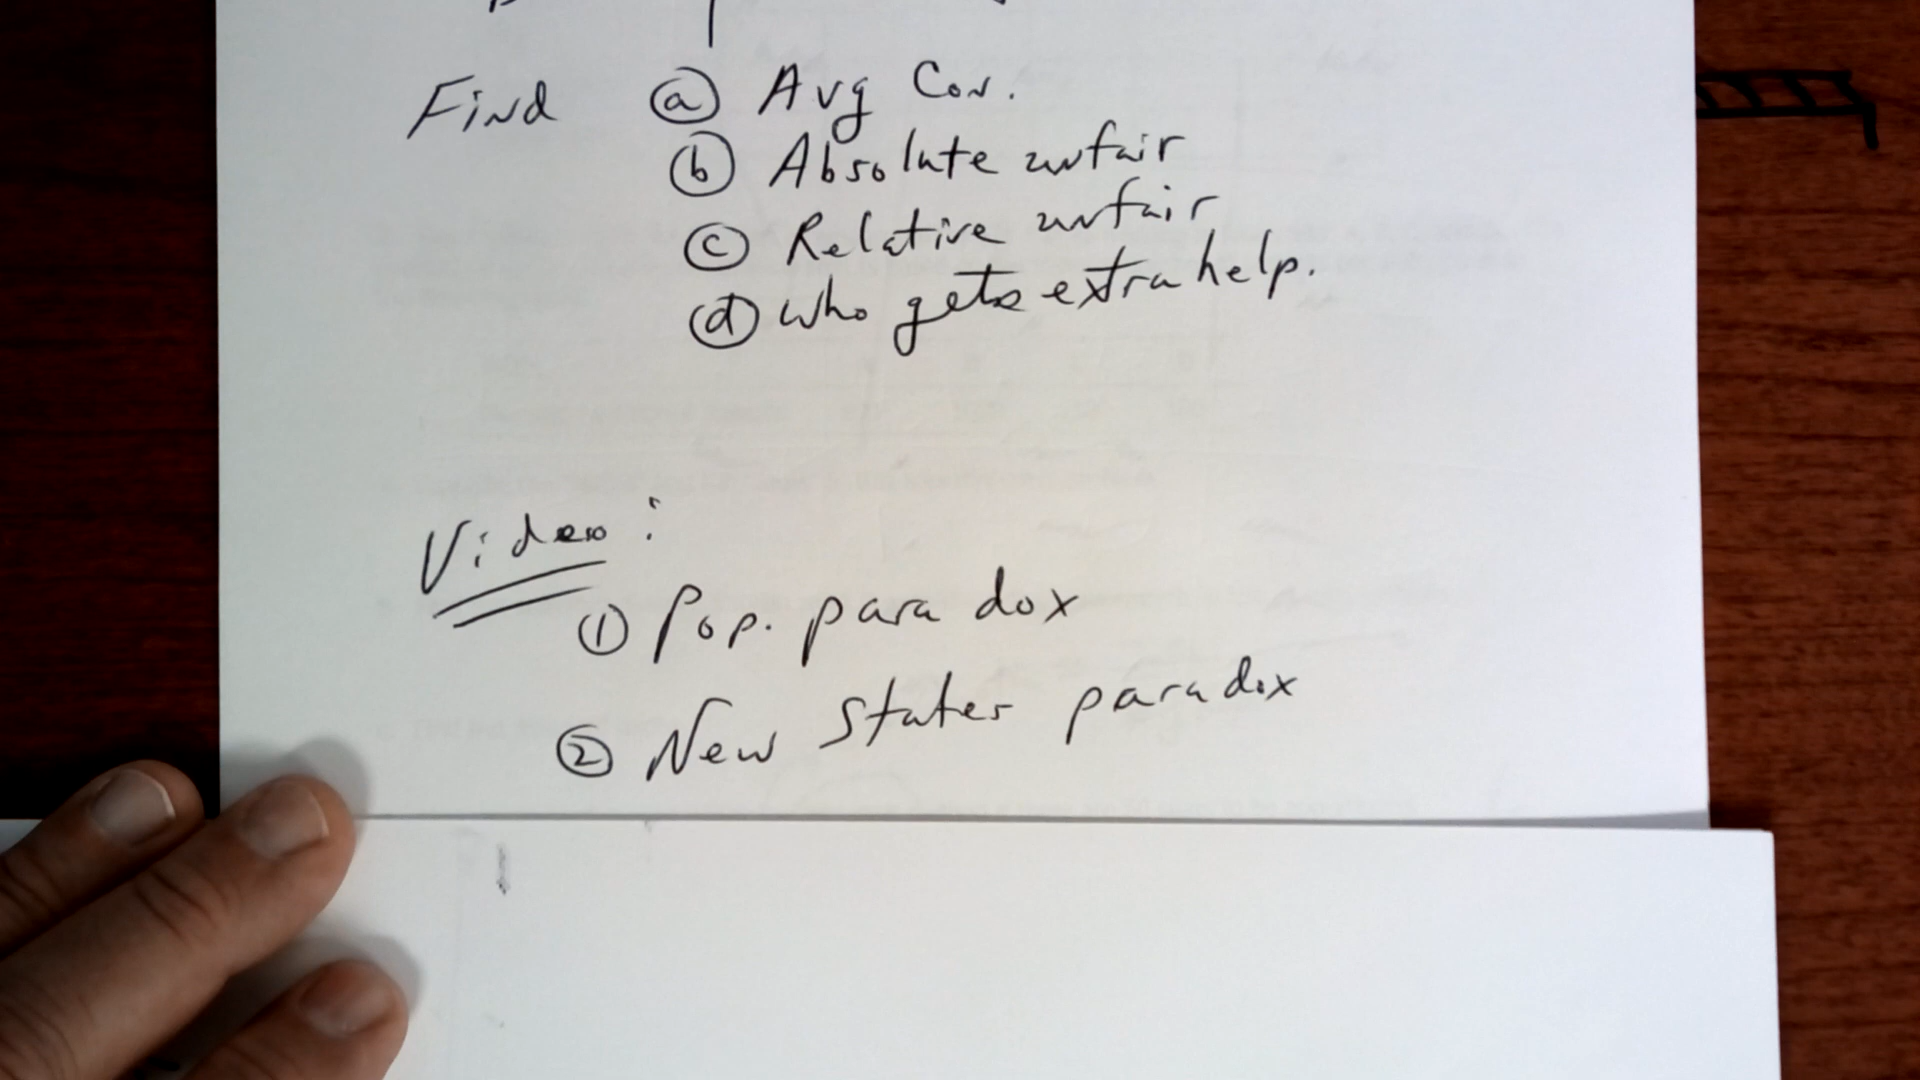 Find ⓐ Avg Con.
ⓑ Absolute unfair
ⓒ Relative unfair
ⓓ who gets extra help.
Video:
① Pop. paradox
② New States paradox